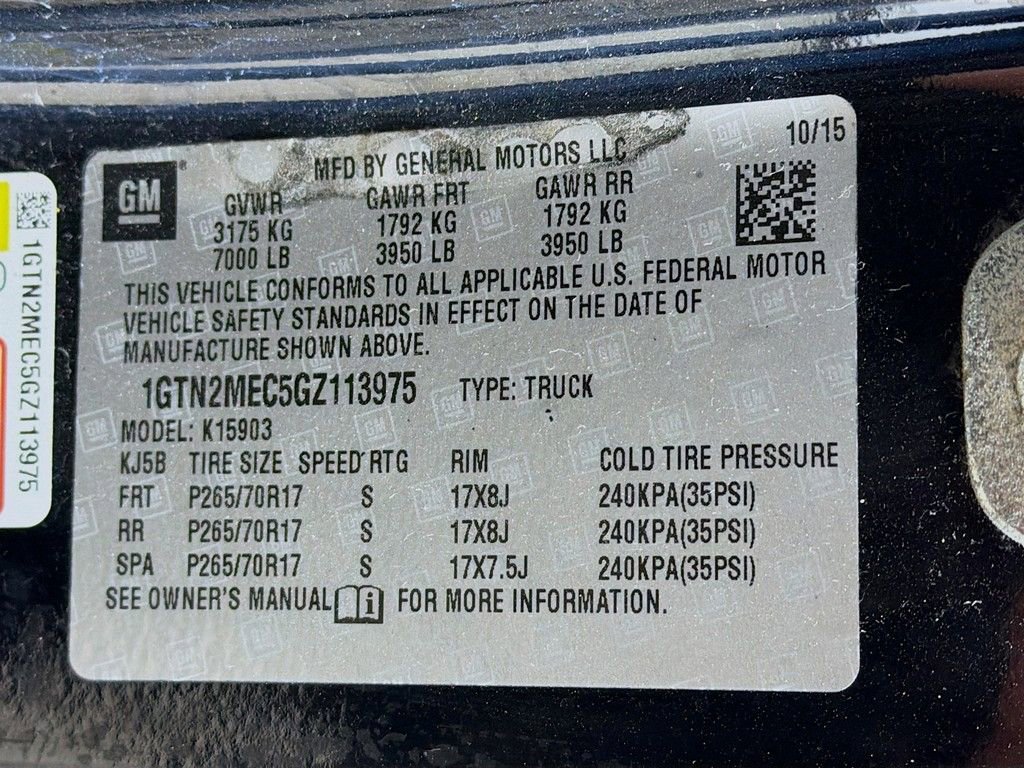 10/15
GM MFD BY GENERAL MOTORS LLC
GVWR GAWR FRT GAWR RR
3175 KG 1792 KG 1792 KG
7000 LB 3950 LB 3950 LB
THIS VEHICLE CONFORMS TO ALL APPLICABLE U.S. FEDERAL MOTOR
VEHICLE SAFETY STANDARDS IN EFFECT ON THE DATE OF
MANUFACTURE SHOWN ABOVE.
1GTN2MEC5GZ113975 TYPE: TRUCK
MODEL: K15903
KJ5B TIRE SIZE SPEED RTG RIM COLD TIRE PRESSURE
FRT P265/70R17 S 17X8J 240KPA(35PSI)
RR P265/70R17 S 17X8J 240KPA(35PSI)
SPA P265/70R17 S 17X7.5J 240KPA(35PSI)
SEE OWNER'S MANUAL i FOR MORE INFORMATION.
1GTN2MEC5GZ113975